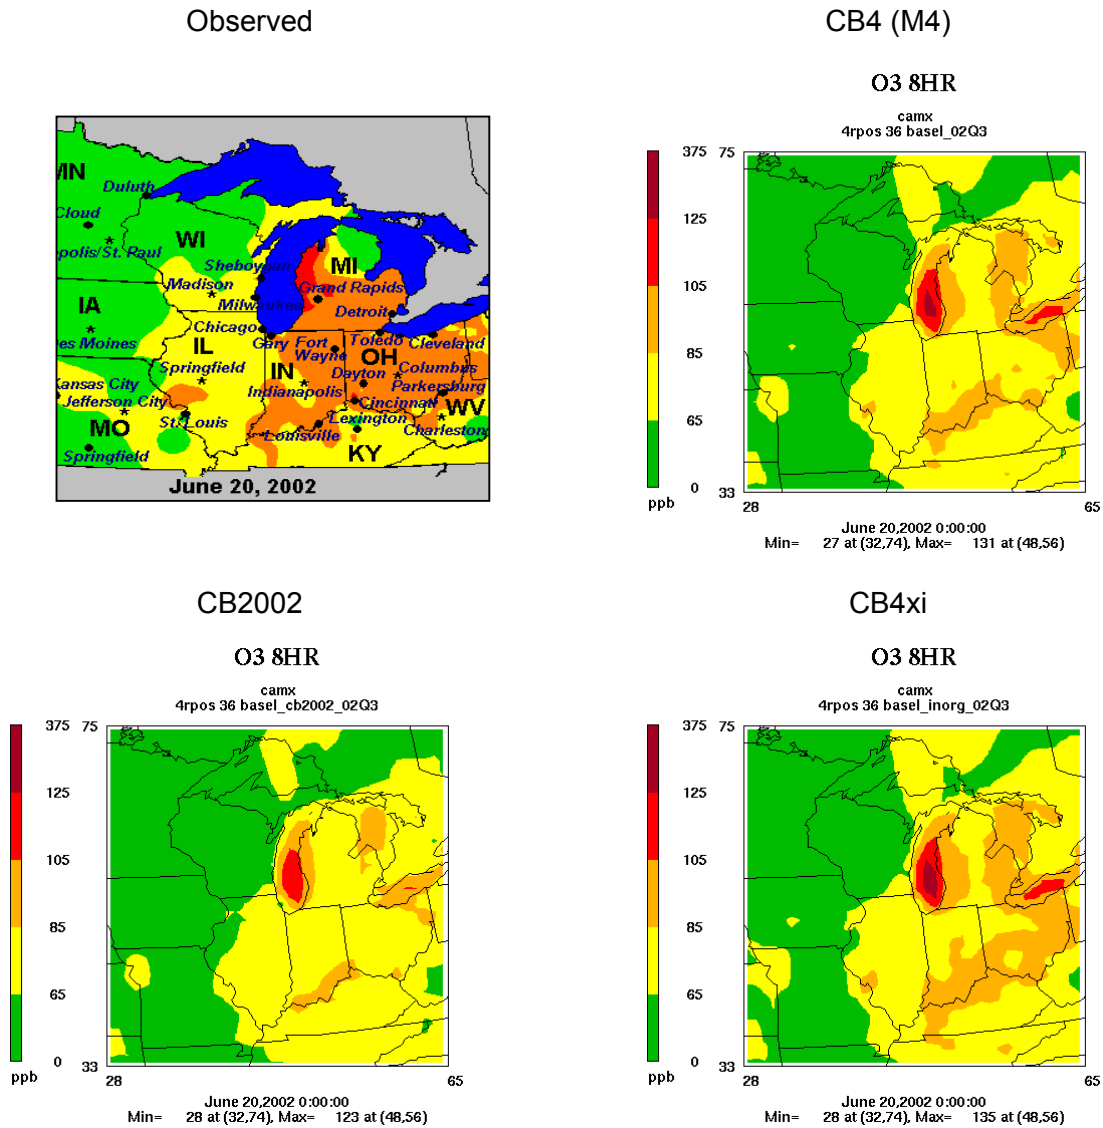 Observed
CB4 (M4)
MN
Duluth
Cloud
WI
opolis/St. Paul
Sheboygan
MI
Madison
Grand Rapids
IA
Milwaukee
Detroit
es Moines
Chicago
Gary
Fort
Wayne
Toledo
Cleveland
IL
OH
Springfield
IN
Dayton
Columbus
Kansas City
Indianapolis
Parkersburg
Jefferson City
Cincinnati
WV
MO
St. Louis
Lexington
Charleston
Louisville
Springfield
KY
June 20, 2002
O3 8HR
camx
4rpos 36 basel_02Q3
375
125
105
85
65
0
ppb
75
33
28
65
June 20,2002 0:00:00
Min= 27 at (32,74), Max= 131 at (48,56)
CB2002
CB4xi
O3 8HR
camx
4rpos 36 basel_cb2002_02Q3
375
125
105
85
65
0
ppb
75
33
28
65
June 20,2002 0:00:00
Min= 28 at (32,74), Max= 123 at (48,56)
O3 8HR
camx
4rpos 36 basel_inorg_02Q3
375
125
105
85
65
0
ppb
75
33
28
65
June 20,2002 0:00:00
Min= 28 at (32,74), Max= 135 at (48,56)